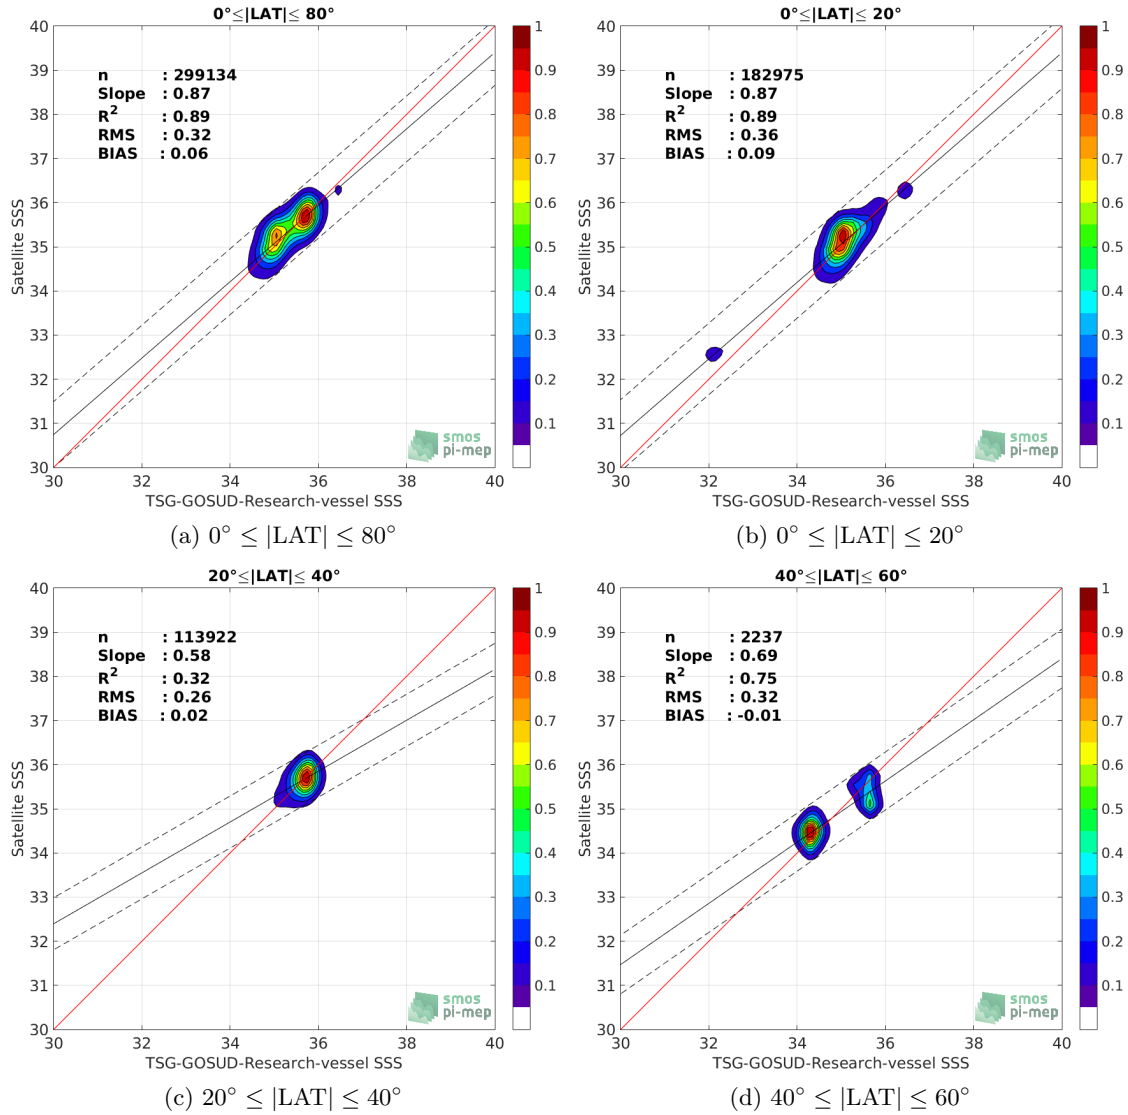 0°≤|LAT|≤ 80°
40
39
38
37
36
35
34
33
32
31
30
Satellite SSS
n : 299134
Slope : 0.87
R² : 0.89
RMS : 0.32
BIAS : 0.06
smos
pi-mep
30 32 34 36 38 40
TSG-GOSUD-Research-vessel SSS
1
0.9
0.8
0.7
0.6
0.5
0.4
0.3
0.2
0.1
(a) 0° ≤ |LAT| ≤ 80°
0°≤|LAT|≤ 20°
40
39
38
37
36
35
34
33
32
31
30
Satellite SSS
n : 182975
Slope : 0.87
R² : 0.89
RMS : 0.36
BIAS : 0.09
smos
pi-mep
30 32 34 36 38 40
TSG-GOSUD-Research-vessel SSS
1
0.9
0.8
0.7
0.6
0.5
0.4
0.3
0.2
0.1
(b) 0° ≤ |LAT| ≤ 20°
20°≤|LAT|≤ 40°
40
39
38
37
36
35
34
33
32
31
30
Satellite SSS
n : 113922
Slope : 0.58
R² : 0.32
RMS : 0.26
BIAS : 0.02
smos
pi-mep
30 32 34 36 38 40
TSG-GOSUD-Research-vessel SSS
1
0.9
0.8
0.7
0.6
0.5
0.4
0.3
0.2
0.1
(c) 20° ≤ |LAT| ≤ 40°
40°≤|LAT|≤ 60°
40
39
38
37
36
35
34
33
32
31
30
Satellite SSS
n : 2237
Slope : 0.69
R² : 0.75
RMS : 0.32
BIAS : -0.01
smos
pi-mep
30 32 34 36 38 40
TSG-GOSUD-Research-vessel SSS
1
0.9
0.8
0.7
0.6
0.5
0.4
0.3
0.2
0.1
(d) 40° ≤ |LAT| ≤ 60°